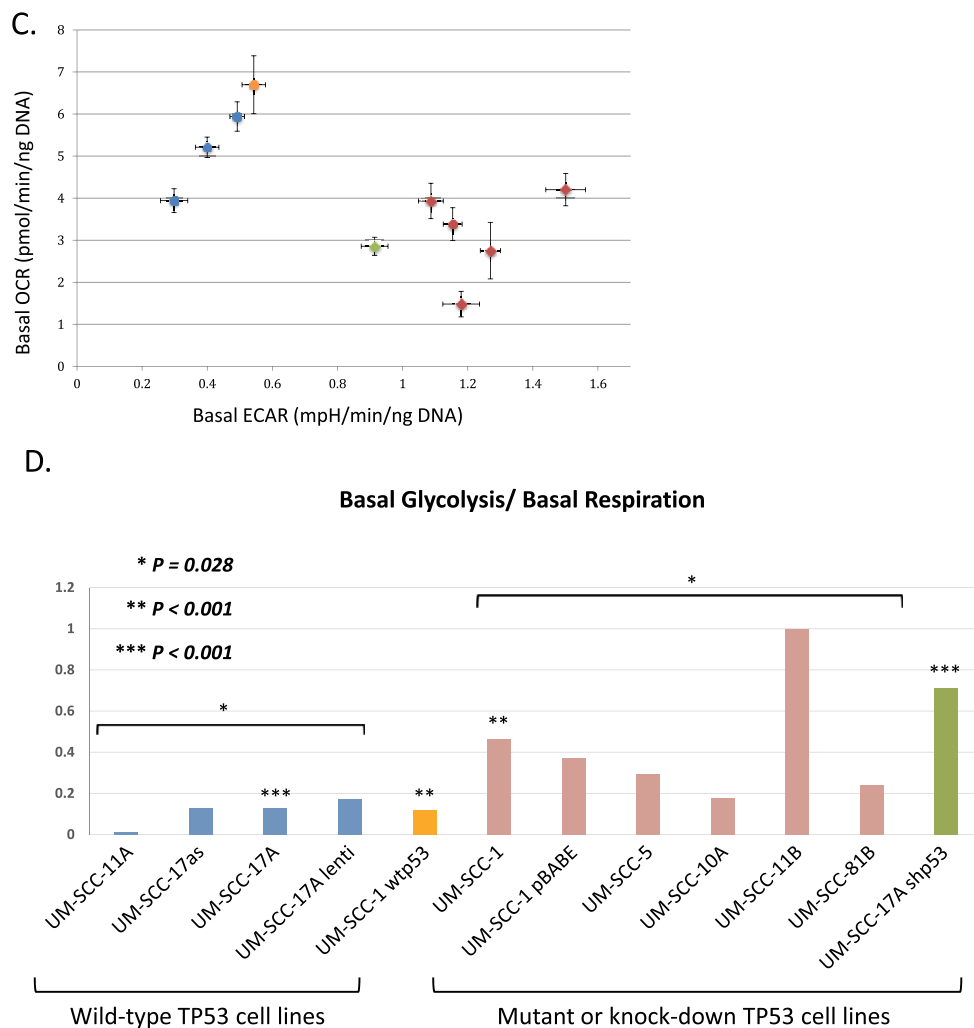 C.
8
7
6
5
4
3
2
1
0
Basal OCR (pmol/min/ng DNA)
0 0.2 0.4 0.6 0.8 1 1.2 1.4 1.6
Basal ECAR (mpH/min/ng DNA)
D.
Basal Glycolysis/ Basal Respiration
* P = 0.028
** P < 0.001
*** P < 0.001
1.2
1
0.8
0.6
0.4
0.2
0
*
*
***
**
**
***
UM-SCC-11A
UM-SCC-17as
UM-SCC-17A
UM-SCC-17A lenti
UM-SCC-1 wtp53
UM-SCC-1
UM-SCC-1 pBABE
UM-SCC-5
UM-SCC-10A
UM-SCC-11B
UM-SCC-81B
UM-SCC-17A shp53
Wild-type TP53 cell lines
Mutant or knock-down TP53 cell lines